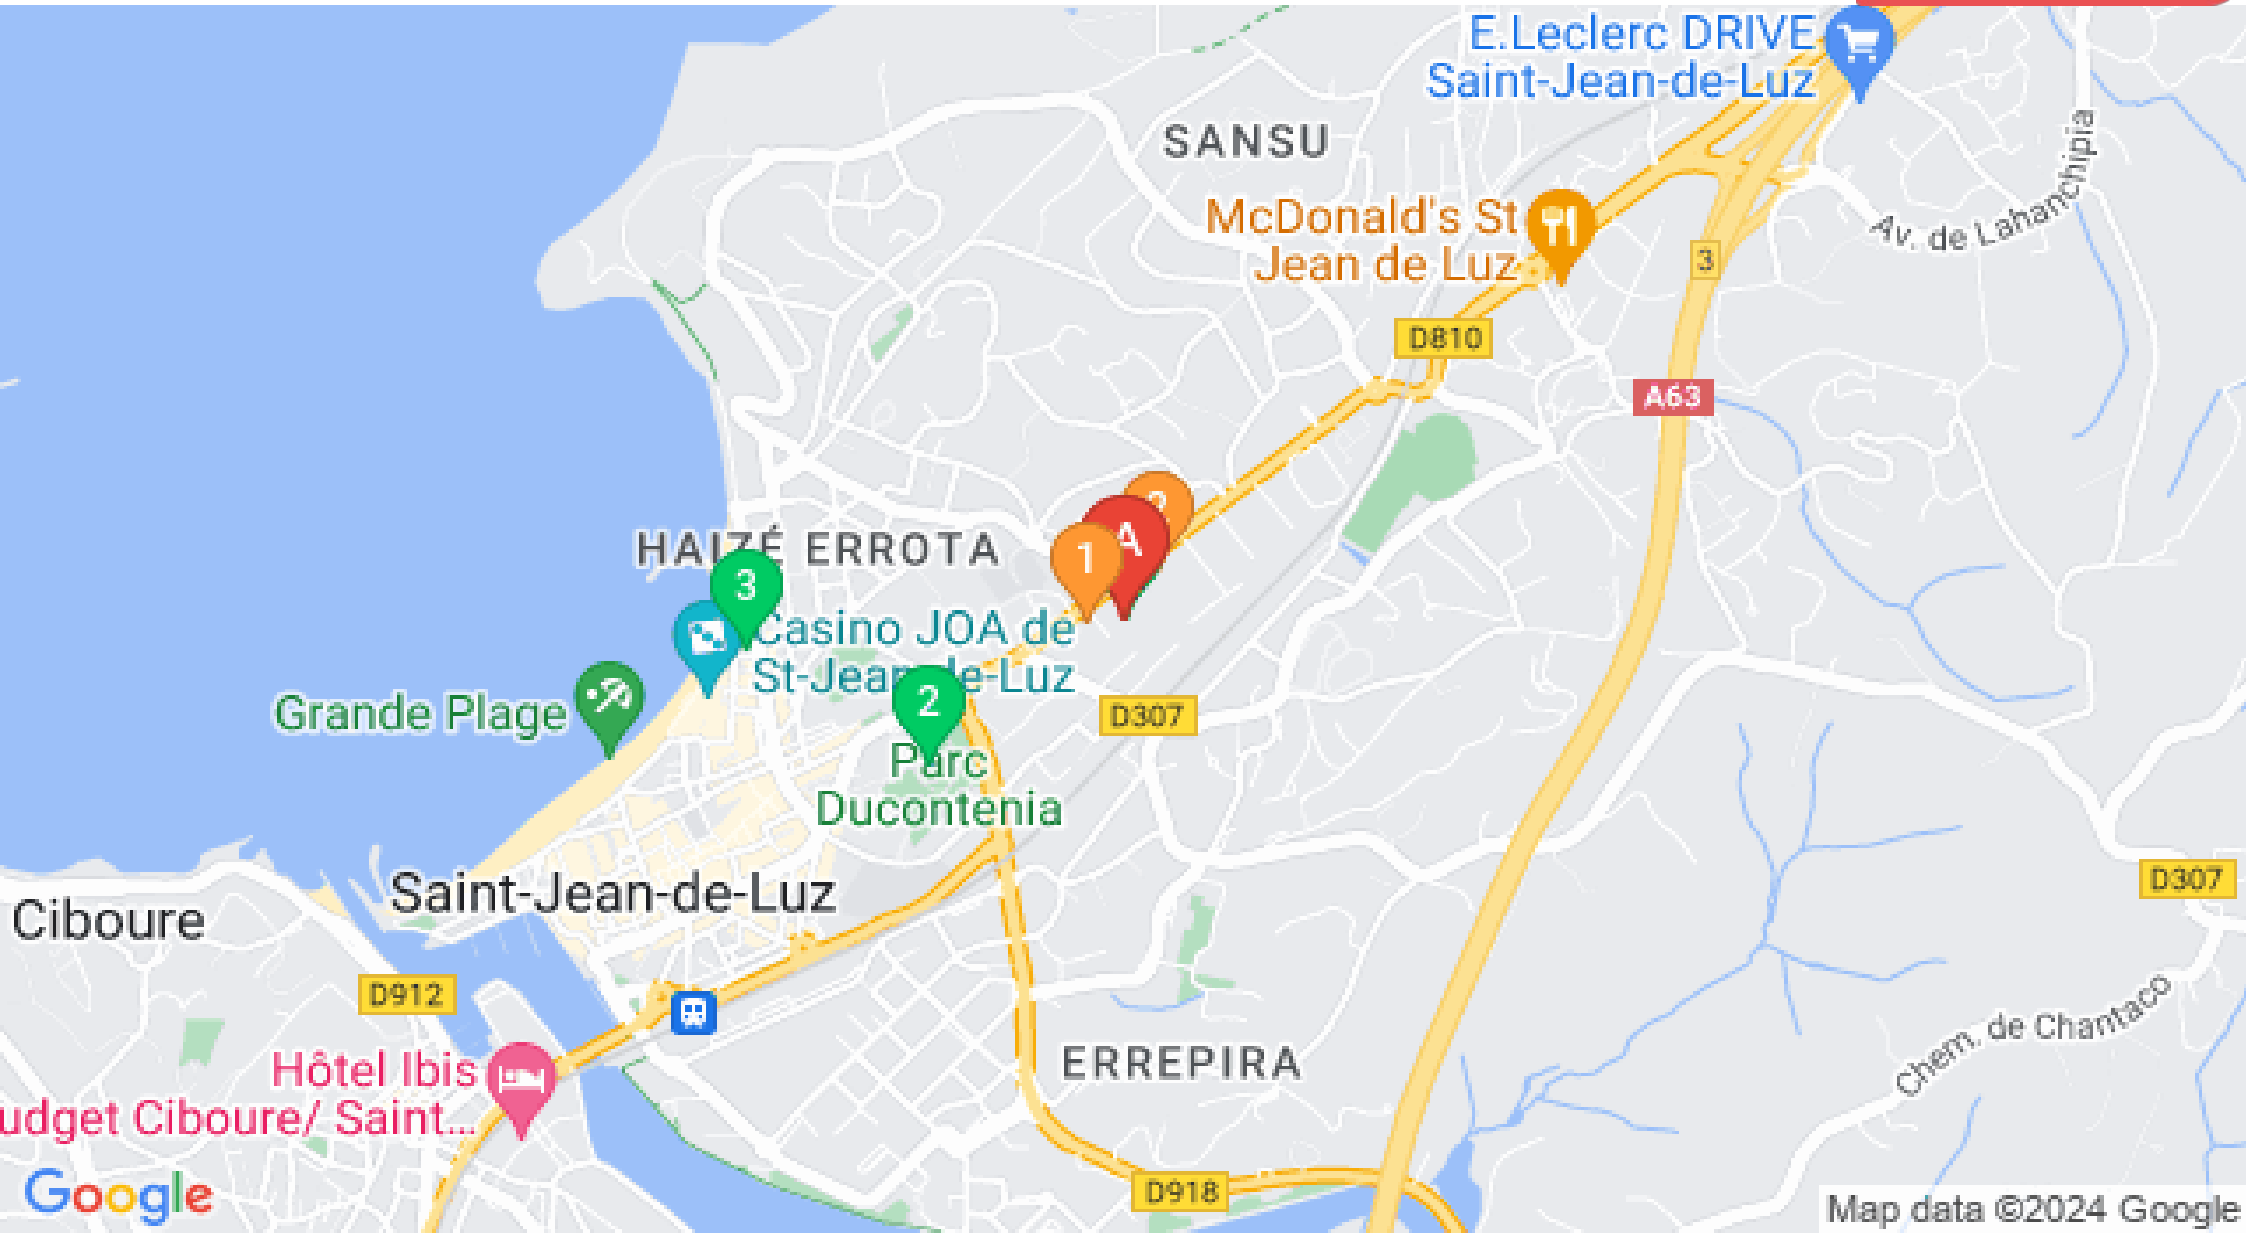 E.Leclerc DRIVE
Saint-Jean-de-Luz
SANSU
Av. de Lahanchipia
McDonald's St
Jean de Luz
3
D810
A63
A
1
HAIZÉ ERROTA
3
Casino JOA de
St-Jean-de-Luz
2
Grande Plage
D307
Parc
Ducontenia
Saint-Jean-de-Luz
Ciboure
D307
D912
Chem. de Chantaco
ERREPIRA
Hôtel Ibis
udget Ciboure/ Saint...
D918
Google
Map data ©2024 Google